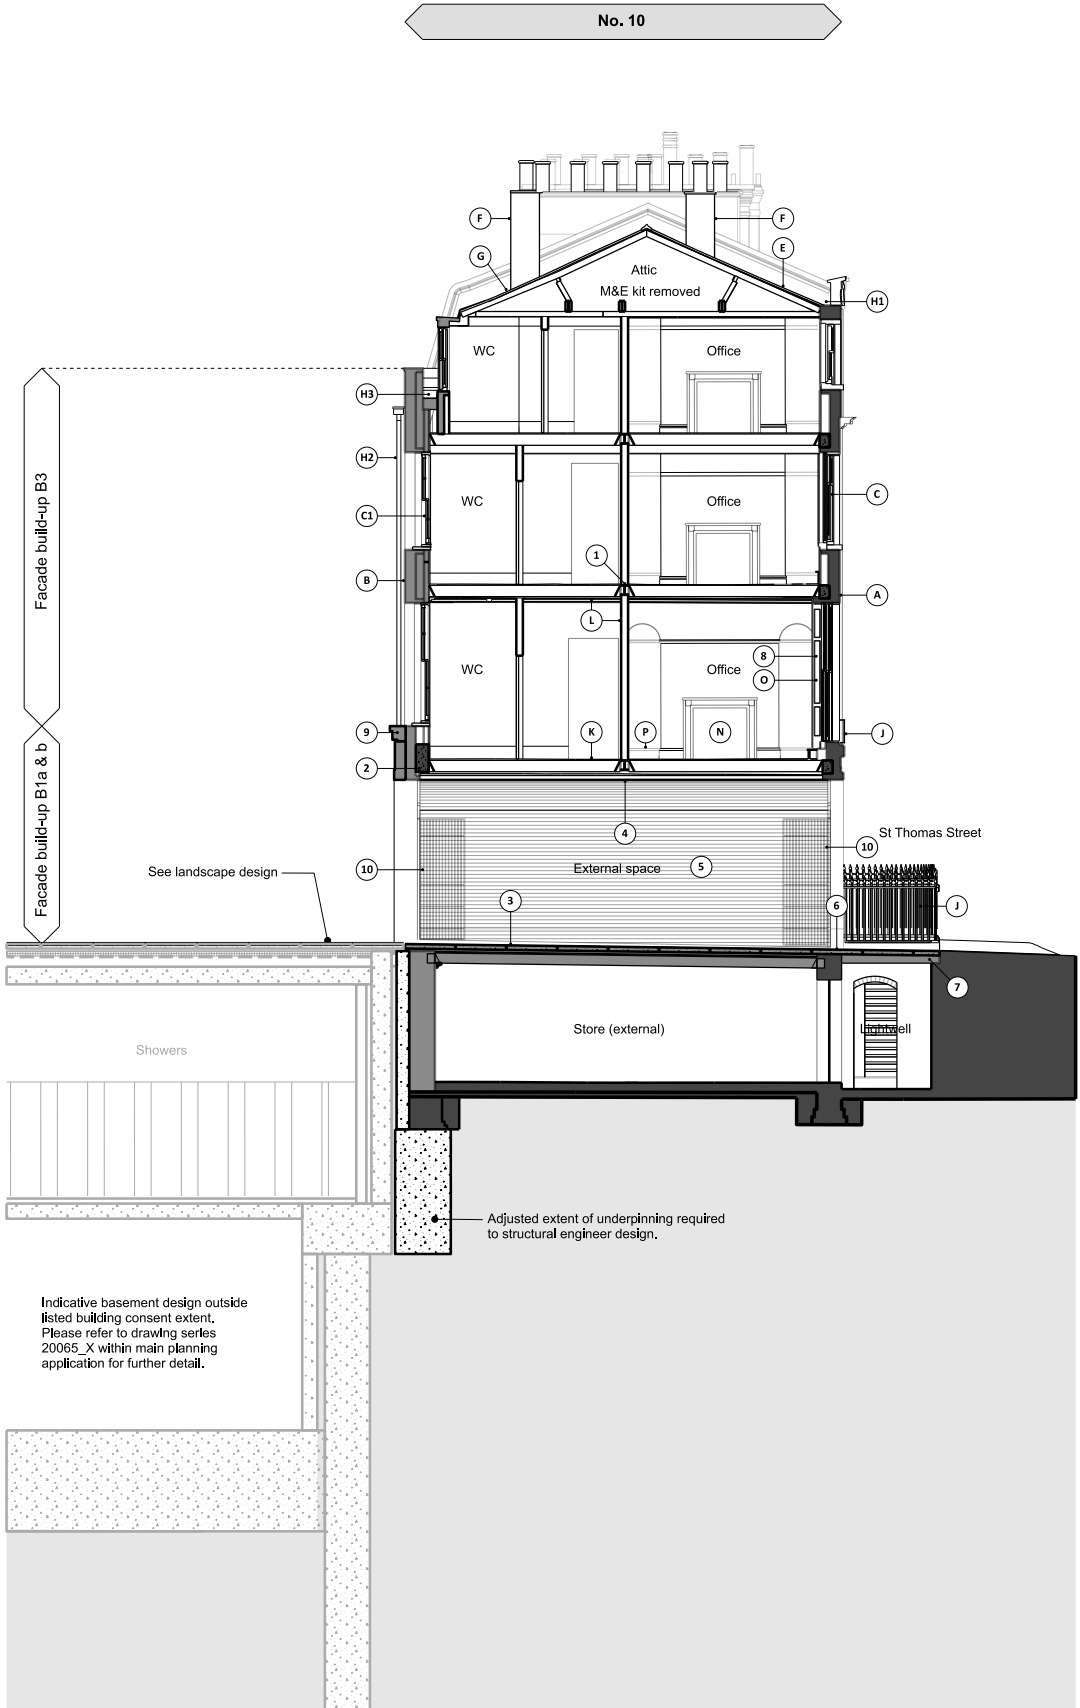 No. 10
F
F
G
E
Attic
M&E kit removed
H1
WC
Office
H3
H2
WC
Office
C
C1
Facade build-up B3
1
B
A
L
8
WC
Office
O
9
K
P
N
J
2
Facade build-up B1a & b
4
St Thomas Street
10
See landscape design
10
External space
5
3
6
J
7
Store (external)
Lightwell
Showers
Adjusted extent of underpinning required
to structural engineer design.
Indicative basement design outside
listed building consent extent.
Please refer to drawing series
20065_X within main planning
application for further detail.